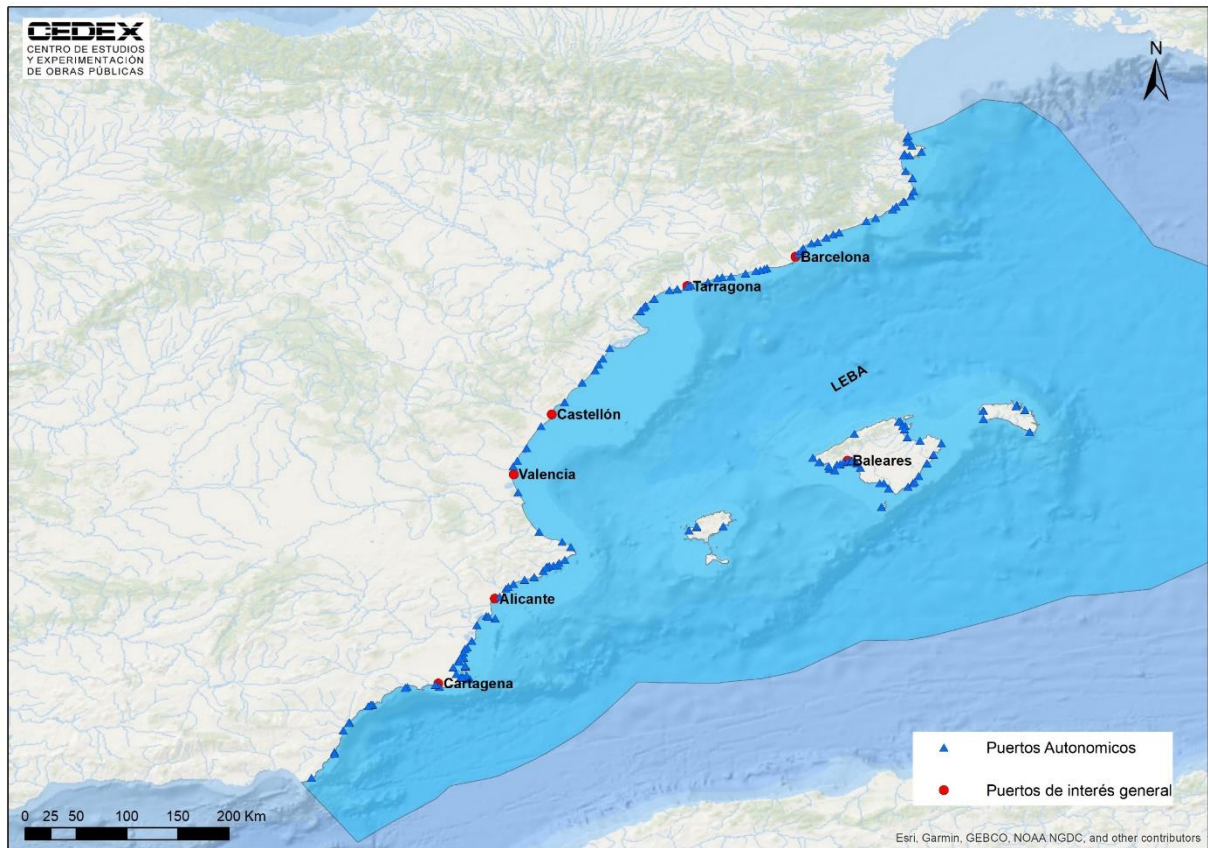 CEDEX
CENTRO DE ESTUDIOS
Y EXPERIMENTACIÓN
DE OBRAS PÚBLICAS
N
Barcelona
Tarragona
LEBA
Castellón
Baleares
Valencia
Alicante
Cartagena
Puertos Autonomicos
Puertos de interés general
0 25 50 100 150 200 Km
Esri, Garmin, GEBCO, NOAA NGDC, and other contributors